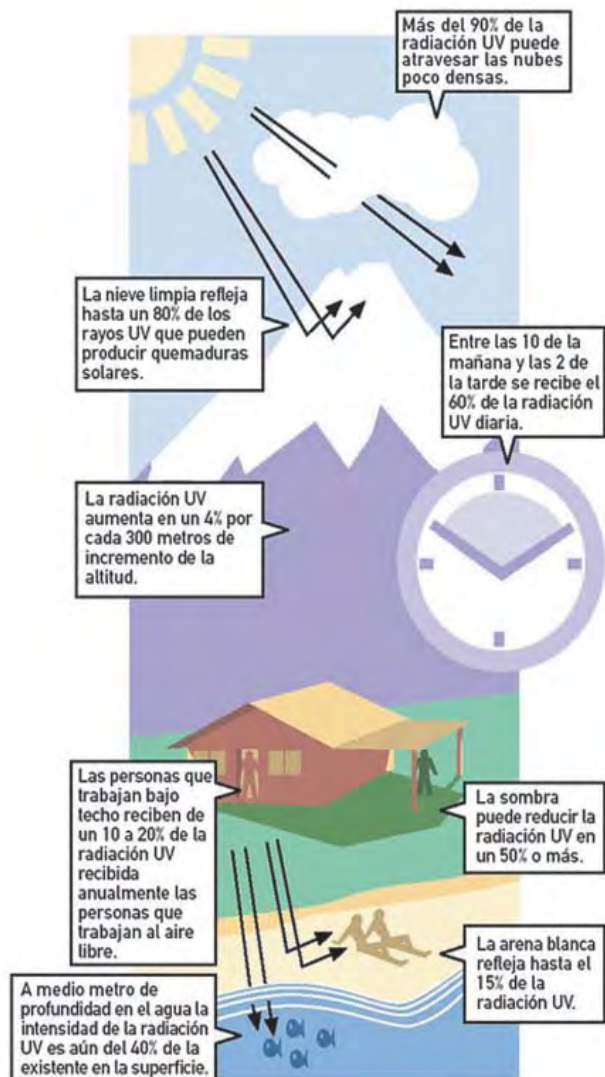 Más del 90% de la
radiación UV puede
atravesar las nubes
poco densas.
La nieve limpia refleja
hasta un 80% de los
rayos UV que pueden
producir quemaduras
solares.
Entre las 10 de la
mañana y las 2 de
la tarde se recibe el
60% de la radiación
UV diaria.
La radiación UV
aumenta en un 4% por
cada 300 metros de
incremento de la
altitud.
Las personas que
trabajan bajo
techo reciben de
un 10 a 20% de la
radiación UV
recibida
anualmente las
personas que
trabajan al aire
libre.
La sombra
puede reducir la
radiación UV en
un 50% o más.
La arena blanca
refleja hasta el
15% de la
radiación UV.
A medio metro de
profundidad en el agua la
intensidad de la radiación
UV es aún del 40% de la
existente en la superficie.